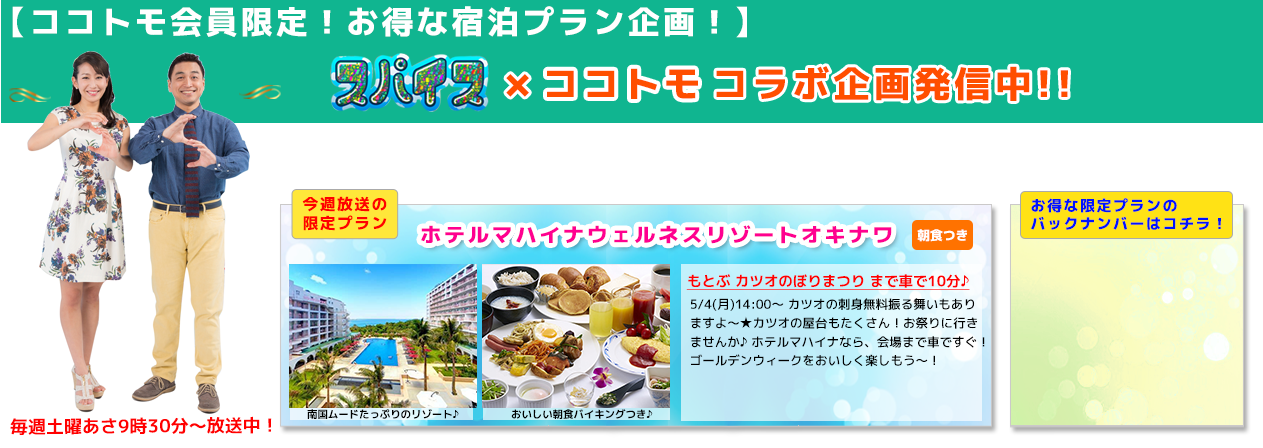 【ココトモ会員限定！お得な宿泊プラン企画！】
スパイス × ココトモ コラボ企画発信中!!
今週放送の
限定プラン
ホテルマハイナウェルネスリゾートオキナワ
朝食つき
もとぶ カツオのぼりまつり まで車で10分♪
5/4(月)14:00～ カツオの刺身無料振る舞いもあり
ますよ～★カツオの屋台もたくさん！お祭りに行き
ませんか♪ ホテルマハイナなら、会場まで車ですぐ！
ゴールデンウィークをおいしく楽しもう～！
南国ムードたっぷりのリゾート♪
おいしい朝食バイキングつき♪
お得な限定プランの
バックナンバーはコチラ！
毎週土曜あさ9時30分～放送中！